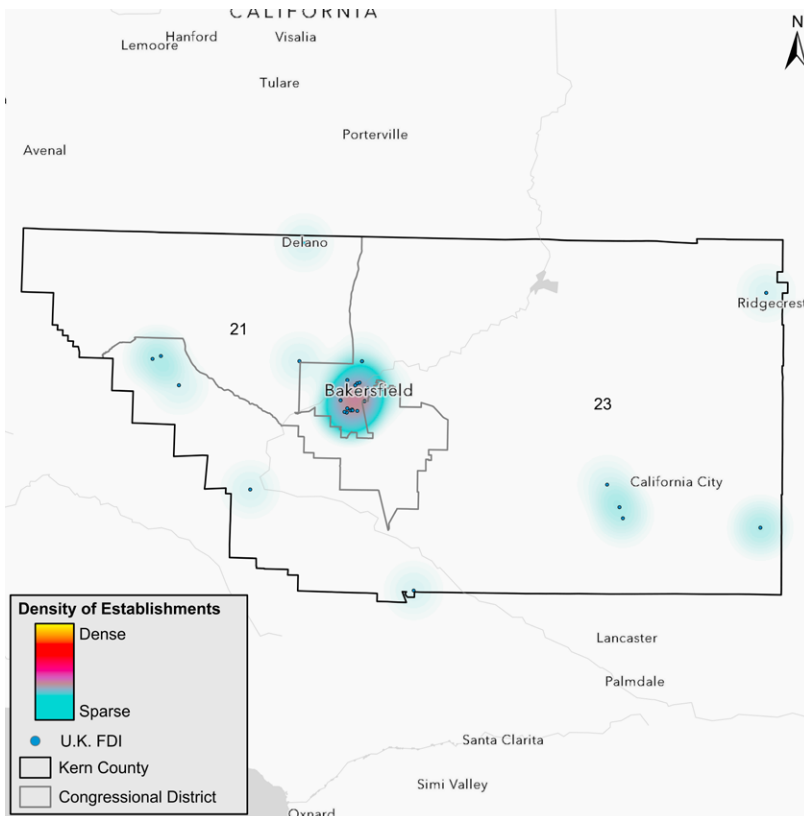 CALIFORNIA
N
Hanford
Visalia
Lemoore
Tulare
Porterville
Avenal
Delano
Ridgecrest
21
Bakersfield
23
California City
Density of Establishments
Dense
Sparse
U.K. FDI
Kern County
Congressional District
Lancaster
Palmdale
Santa Clarita
Simi Valley
Oxnard